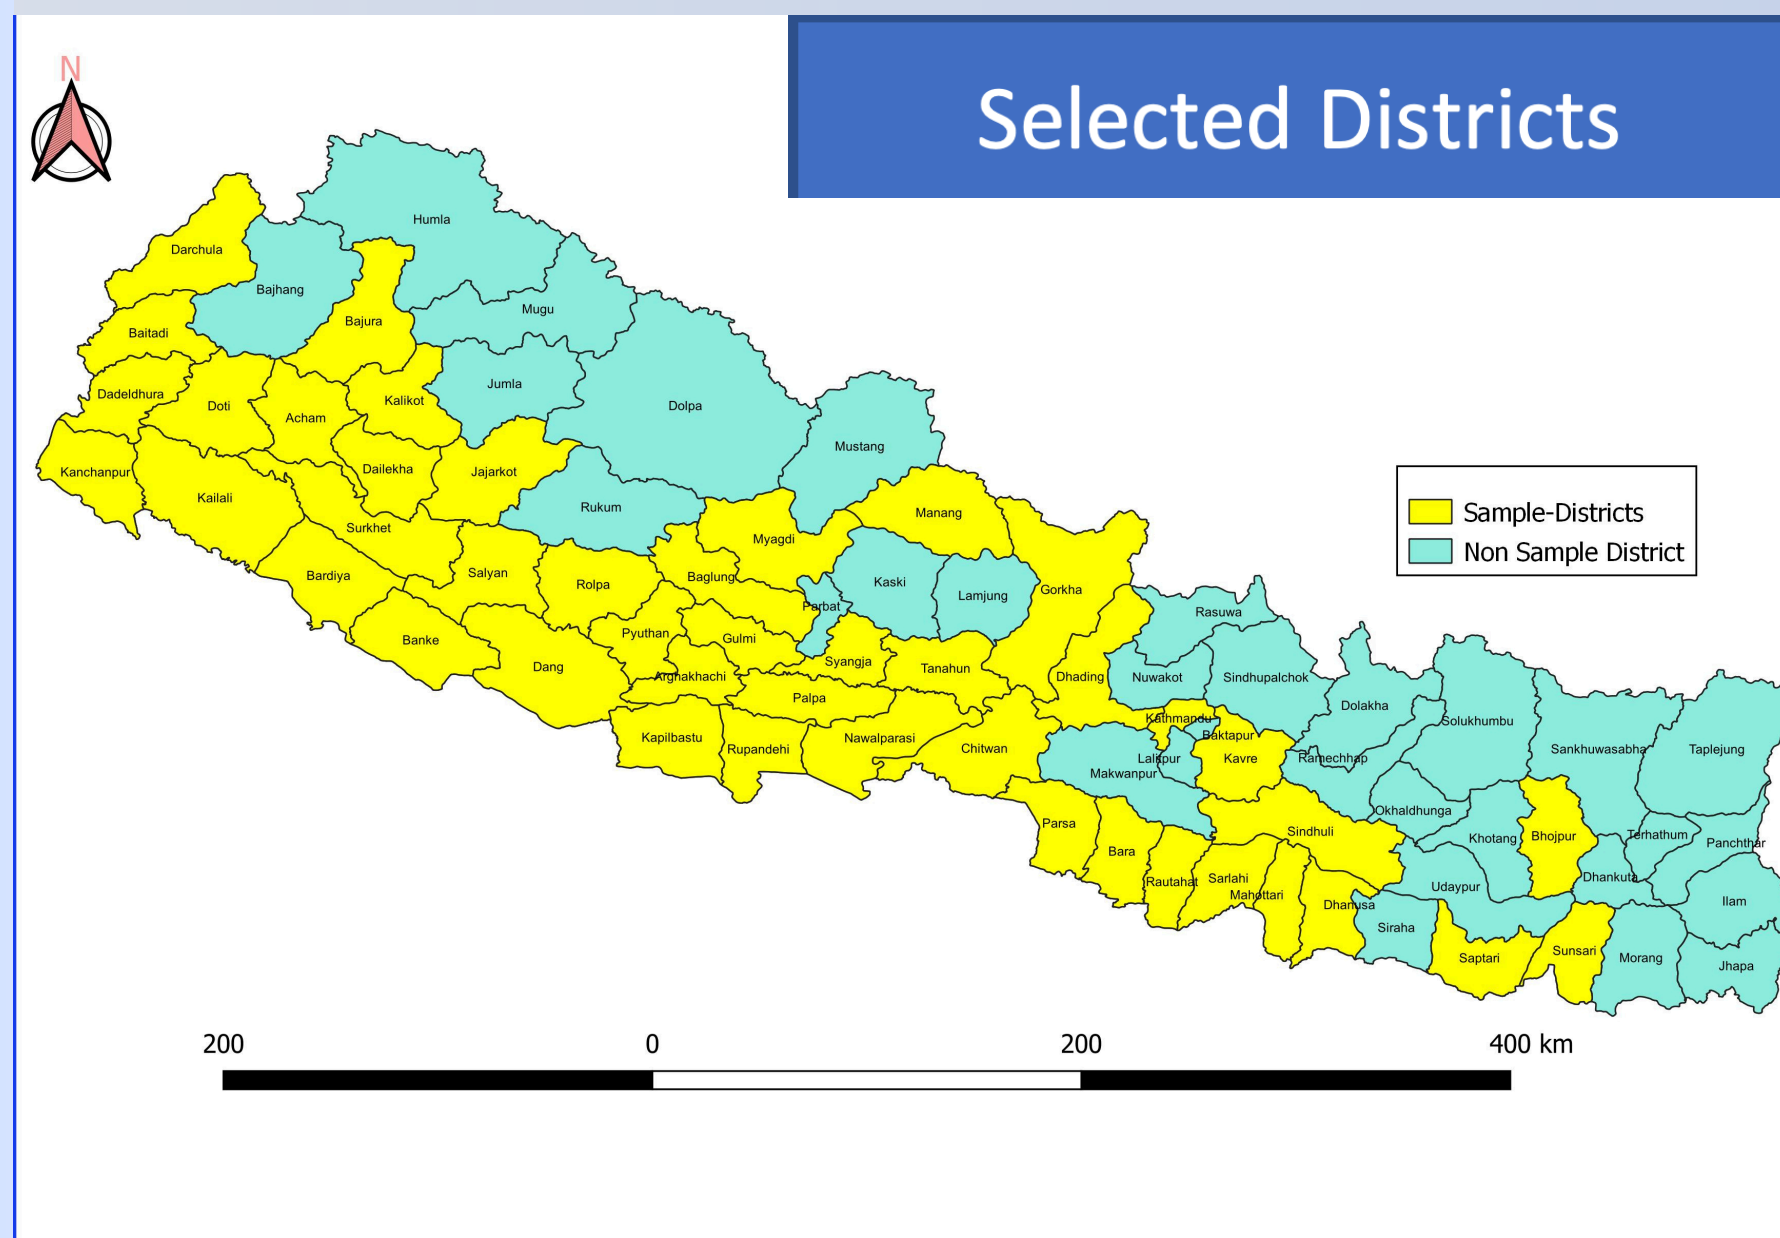 Selected Districts
N
Humla
Darchula
Bajhang
Mugu
Bajura
Baitadi
Jumla
Dadeldhura
Kalikot
Doti
Dolpa
Acham
Mustang
Dailekha
Kanchanpur
Jajarkot
Kailali
Rukum
Manang
Sample-Districts
Surkhet
Myagdi
Non Sample District
Salyan
Bardiya
Baglung
Rolpa
Kaski
Gorkha
Lamjung
Parbat
Rasuwa
Pyuthan
Gulmi
Banke
Syangja
Dang
Tanahun
Arghakhachi
Dhading
Nuwakot
Sindhupalchok
Palpa
Dolakha
Kathmandu
Solukhumbu
Baktapur
Kapilbastu
Nawalparasi
Rupandehi
Chitwan
Sankhuwasabha
Taplejung
Lalitpur
Kavre
Ramechhap
Makwanpur
Okhaldhunga
Parsa
Sindhuli
Khotang
Bhojpur
Terhathum
Panchthar
Bara
Dhankuta
Rautahat
Sarlahi
Udaypur
Mahottari
Ilam
Dhanusa
Siraha
Sunsari
Saptari
Morang
Jhapa
200 0 200 400 km